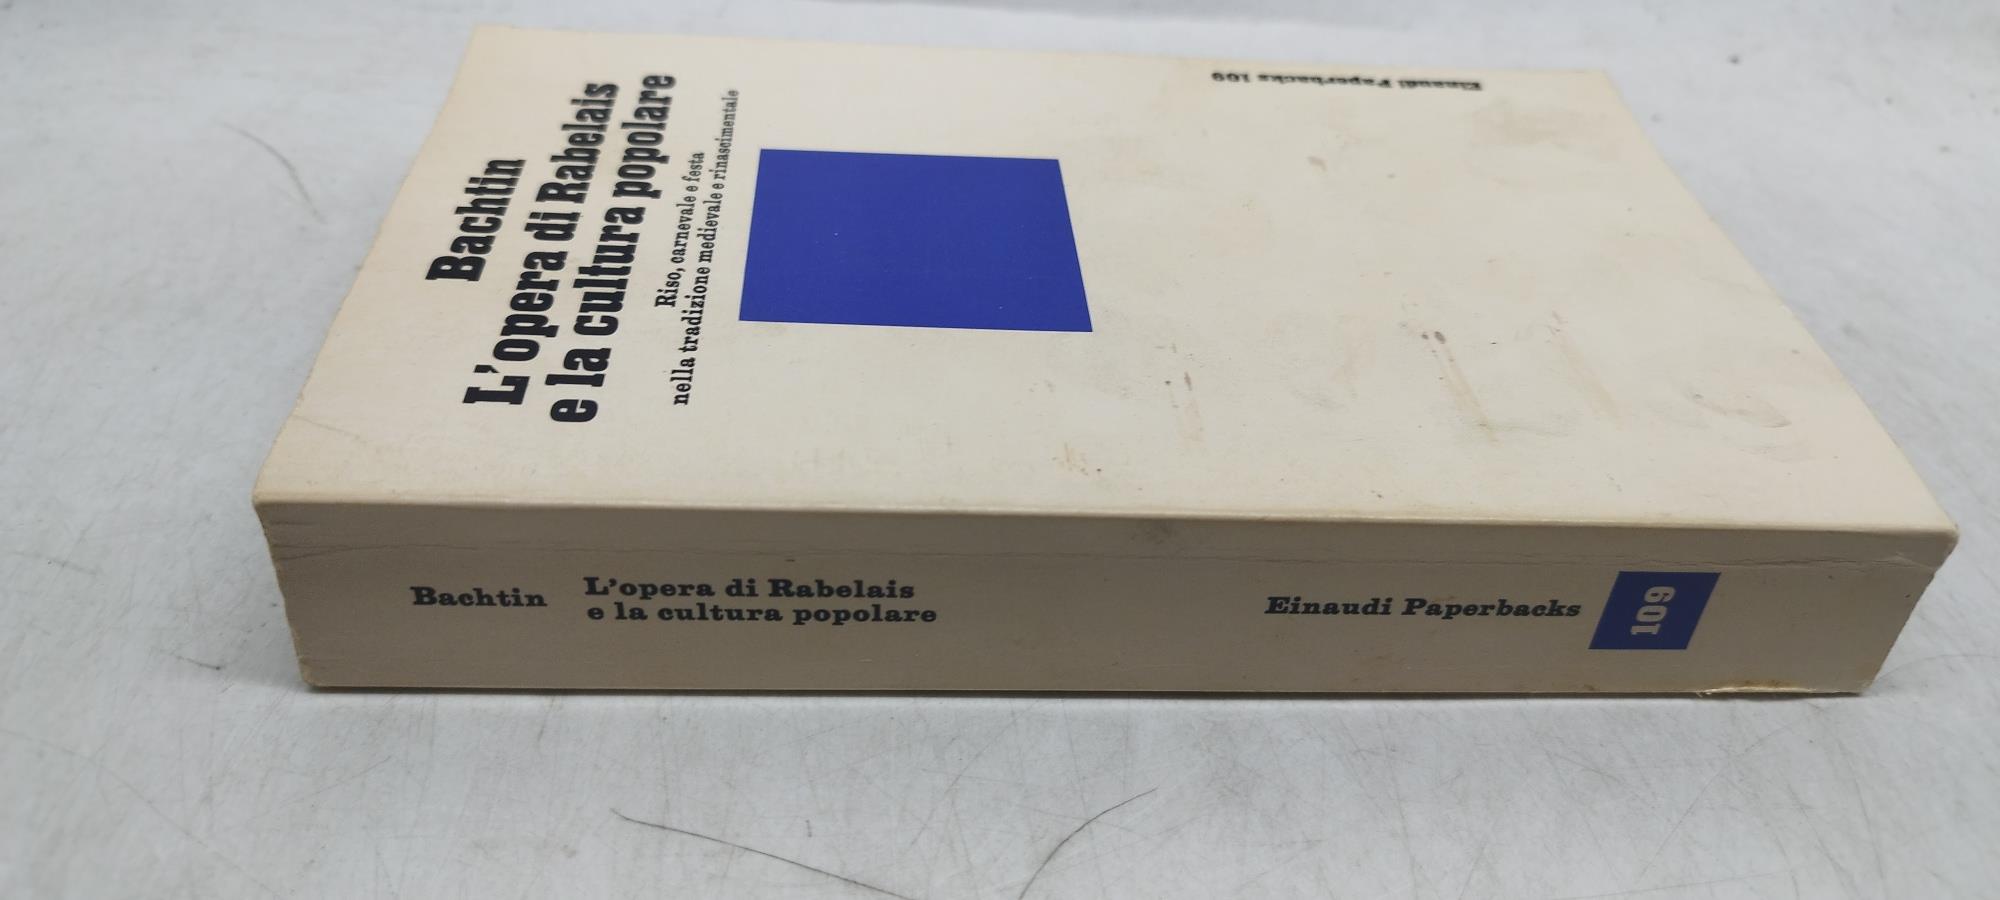 Bachtin
L'opera di Rabelais
e la cultura popolare
Riso, carnevale e festa
nella tradizione medievale e rinascimentale
Einaudi Paperbacks 109
Bachtin
L'opera di Rabelais
e la cultura popolare
Einaudi Paperbacks
109